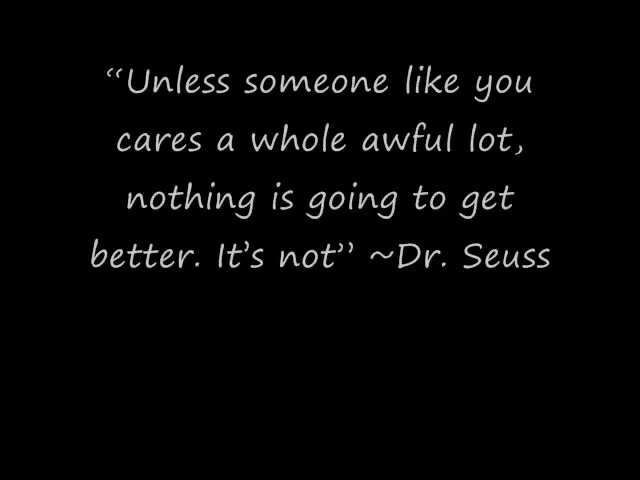 “Unless someone like you
cares a whole awful lot,
nothing is going to get
better. It’s not” ~Dr. Seuss